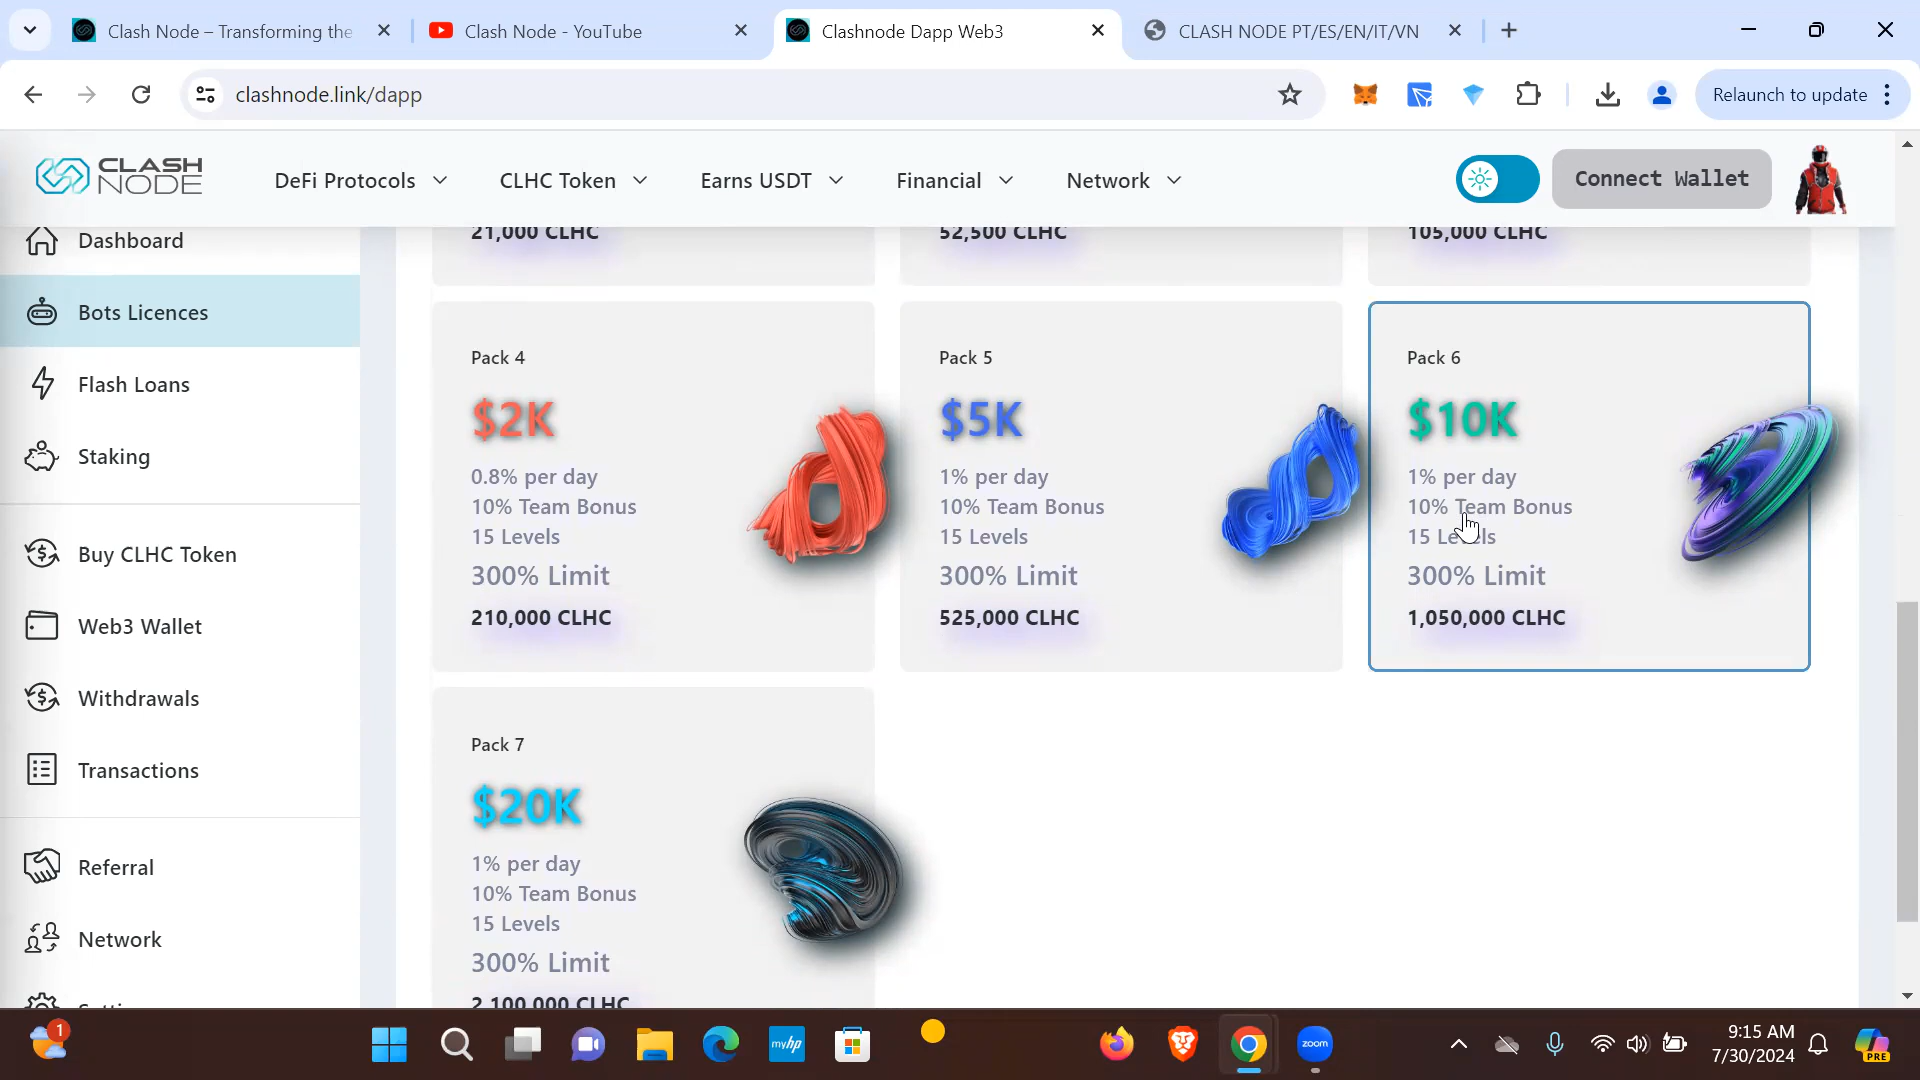 Clash Node – Transforming the
Clash Node - YouTube
Clashnode Dapp Web3
CLASH NODE PT/ES/EN/IT/VN
clashnode.link/dapp
Relaunch to update
CLASH NODE
DeFi Protocols
CLHC Token
Earns USDT
Financial
Network
Connect Wallet
Dashboard
Bots Licences
Flash Loans
Staking
Buy CLHC Token
Web3 Wallet
Withdrawals
Transactions
Referral
Network
21,000 CLHC
52,500 CLHC
105,000 CLHC
Pack 4
$2K
0.8% per day
10% Team Bonus
15 Levels
300% Limit
210,000 CLHC
Pack 5
$5K
1% per day
10% Team Bonus
15 Levels
300% Limit
525,000 CLHC
Pack 6
$10K
1% per day
10% Team Bonus
15 Levels
300% Limit
1,050,000 CLHC
Pack 7
$20K
1% per day
10% Team Bonus
15 Levels
300% Limit
2,100,000 CLHC
1
myhp
zoom
9:15 AM
7/30/2024
PRE